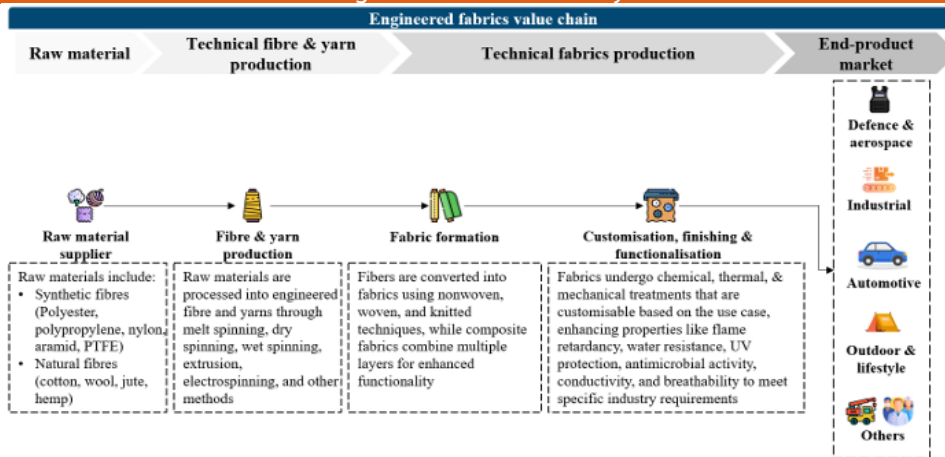 Engineered fabrics value chain
Raw material
Technical fibre & yarn
production
Technical fabrics production
End-product
market
Raw material
supplier
Raw materials include:
• Synthetic fibres
(Polyester,
polypropylene, nylon,
aramid, PTFE)
• Natural fibres
(cotton, wool, jute,
hemp)
Fibre & yarn
production
Raw materials are
processed into engineered
fibre and yarns through
melt spinning, dry
spinning, wet spinning,
extrusion,
electrospinning, and other
methods
Fabric formation
Fibers are converted into
fabrics using nonwoven,
woven, and knitted
techniques, while composite
fabrics combine multiple
layers for enhanced
functionality
Customisation, finishing &
functionalisation
Fabrics undergo chemical, thermal, &
mechanical treatments that are
customisable based on the use case,
enhancing properties like flame
retardancy, water resistance, UV
protection, antimicrobial activity,
conductivity, and breathability to meet
specific industry requirements
Defence &
aerospace
Industrial
Automotive
Outdoor &
lifestyle
Others